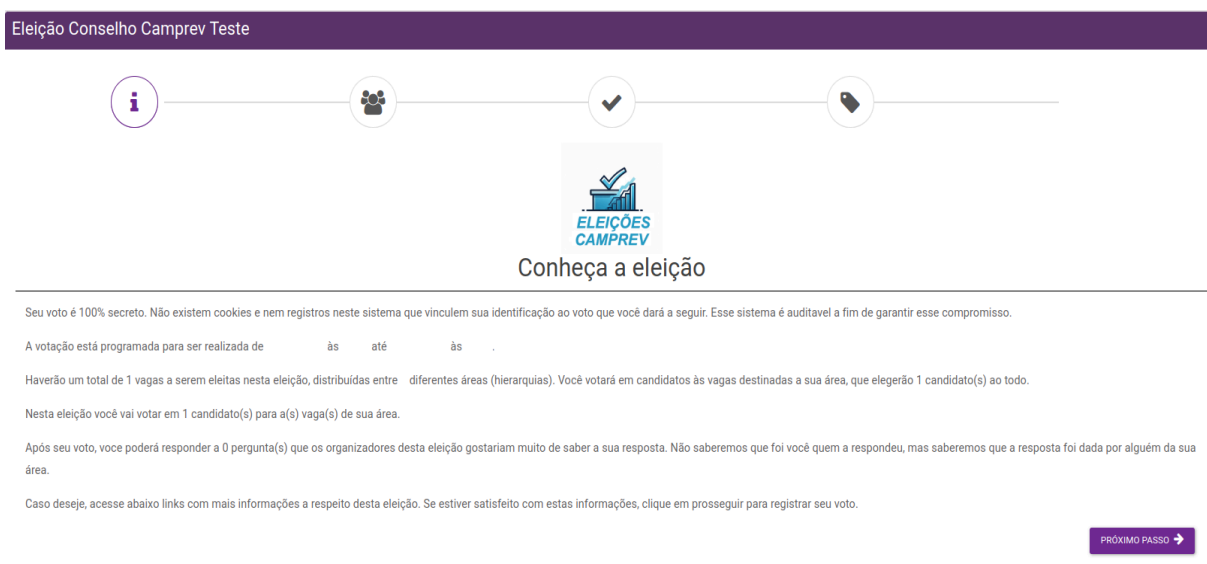 Eleição Conselho Camprev Teste
ELEIÇÕES
CAMPREV
Conheça a eleição
Seu voto é 100% secreto. Não existem cookies e nem registros neste sistema que vinculem sua identificação ao voto que você dará a seguir. Esse sistema é auditavel a fim de garantir esse compromisso.
A votação está programada para ser realizada de às até às .
Haverão um total de 1 vagas a serem eleitas nesta eleição, distribuídas entre diferentes áreas (hierarquias). Você votará em candidatos às vagas destinadas a sua área, que elegerão 1 candidato(s) ao todo.
Nesta eleição você vai votar em 1 candidato(s) para a(s) vaga(s) de sua área.
Após seu voto, voce poderá responder a 0 pergunta(s) que os organizadores desta eleição gostariam muito de saber a sua resposta. Não saberemos que foi você quem a respondeu, mas saberemos que a resposta foi dada por alguém da sua
área.
Caso deseje, acesse abaixo links com mais informações a respeito desta eleição. Se estiver satisfeito com estas informações, clique em prosseguir para registrar seu voto.
PRÓXIMO PASSO